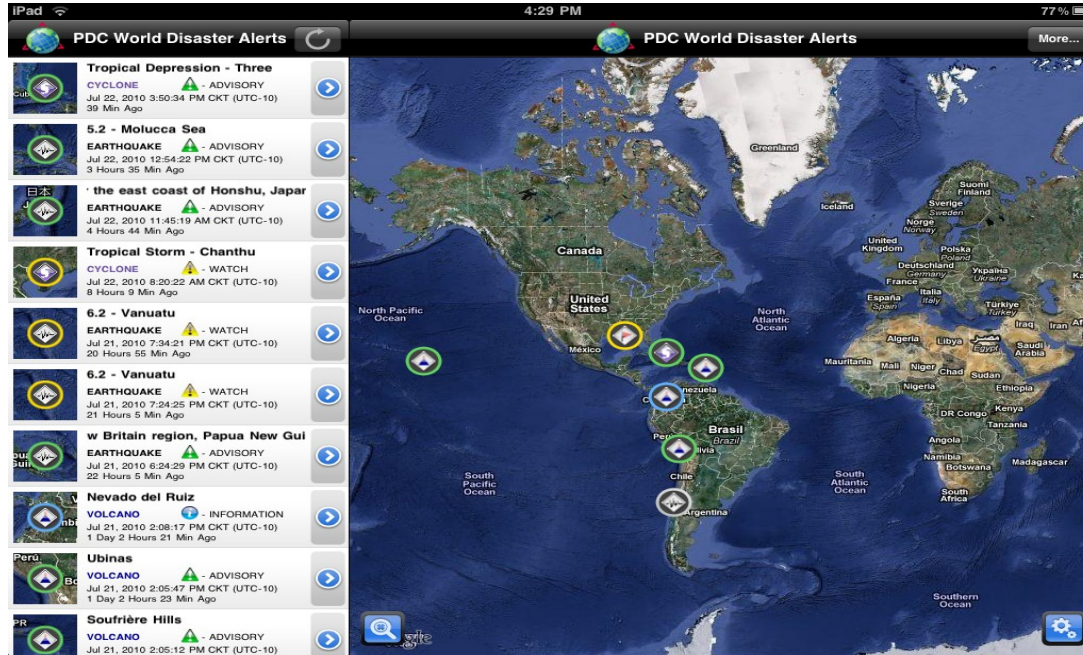 iPad
4:29 PM
77%
PDC World Disaster Alerts
PDC World Disaster Alerts
More...
Tropical Depression - Three
CYCLONE - ADVISORY
Jul 22, 2010 3:50:34 PM CKT (UTC-10)
39 Min Ago
5.2 - Molucca Sea
EARTHQUAKE - ADVISORY
Jul 22, 2010 12:54:22 PM CKT (UTC-10)
3 Hours 35 Min Ago
日本
the east coast of Honshu, Japan
EARTHQUAKE - ADVISORY
Jul 22, 2010 11:45:19 AM CKT (UTC-10)
4 Hours 44 Min Ago
Tropical Storm - Chanthu
CYCLONE - WATCH
Jul 22, 2010 8:20:22 AM CKT (UTC-10)
8 Hours 9 Min Ago
6.2 - Vanuatu
EARTHQUAKE - WATCH
Jul 21, 2010 7:34:21 PM CKT (UTC-10)
20 Hours 55 Min Ago
6.2 - Vanuatu
EARTHQUAKE - WATCH
Jul 21, 2010 7:24:25 PM CKT (UTC-10)
21 Hours 5 Min Ago
w Britain region, Papua New Gui
EARTHQUAKE - ADVISORY
Jul 21, 2010 6:24:29 PM CKT (UTC-10)
22 Hours 5 Min Ago
Nevado del Ruiz
VOLCANO - INFORMATION
Jul 21, 2010 2:08:17 PM CKT (UTC-10)
1 Day 2 Hours 21 Min Ago
Perú
Ubinas
VOLCANO - ADVISORY
Jul 21, 2010 2:05:47 PM CKT (UTC-10)
1 Day 2 Hours 23 Min Ago
PR
Soufrière Hills
VOLCANO - ADVISORY
Jul 21, 2010 2:05:12 PM CKT (UTC-10)
Greenland
Iceland
Suomi
Finland
Sverige
Sweden
Norge
Norway
United
Kingdom
Polska
Poland
Deutschland
Germany
Україна
Ukraine
France
Italia
Italy
España
Spain
Türkiye
Turkey
Canada
United
States
North Pacific
Ocean
North
Atlantic
Ocean
México
Iraq
Iran
Algeria
Libya
مصر
Egypt
Saudi
Arabia
Mauritania
Mali
Niger
Chad
Sudan
Nigeria
Ethiopia
nezuela
Brasil
Brazil
DR Congo
Kenya
Tanzania
Angola
Namibia
Botswana
Madagascar
South
Africa
livia
Chile
Argentina
South
Pacific
Ocean
South
Atlantic
Ocean
Southern
Ocean